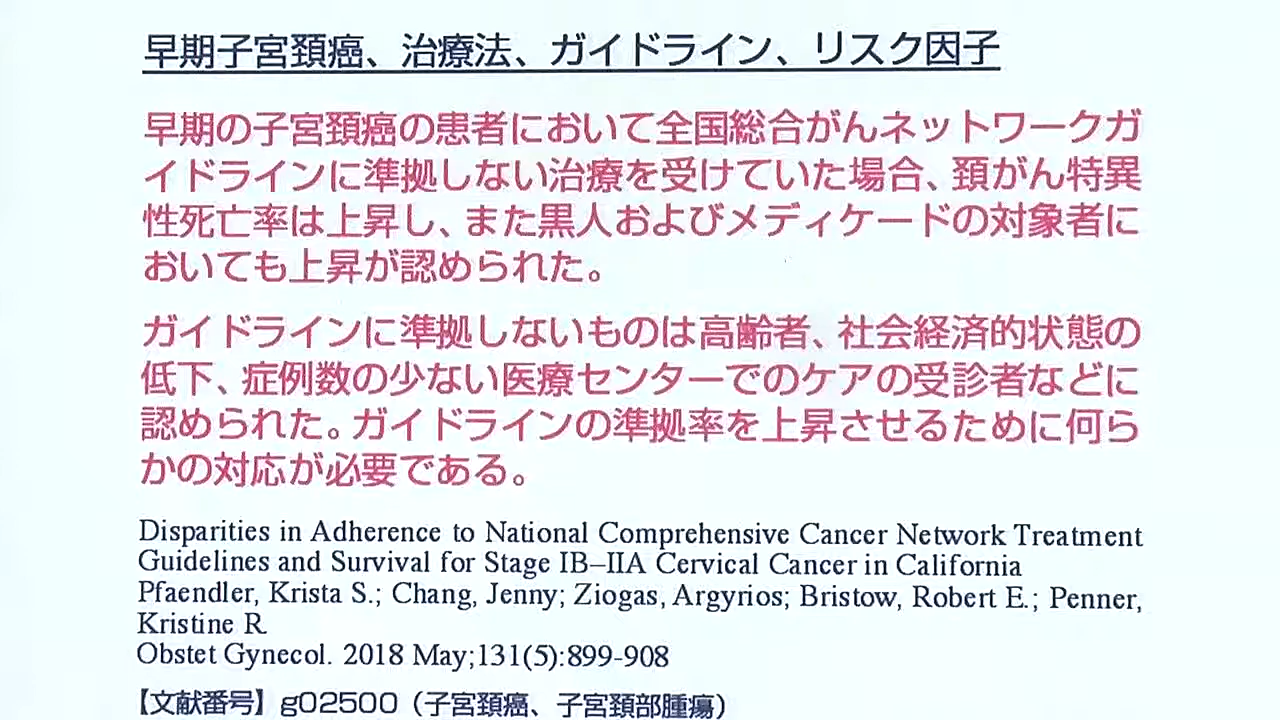 早期子宮頚癌、治療法、ガイドライン、リスク因子
早期の子宮頚癌の患者において全国総合がんネットワークガ
イドラインに準拠しない治療を受けていた場合、頚がん特異
性死亡率は上昇し、また黒人およびメディケードの対象者に
おいても上昇が認められた。
ガイドラインに準拠しないものは高齢者、社会経済的状態の
低下、症例数の少ない医療センターでのケアの受診者などに
認められた。ガイドラインの準拠率を上昇させるために何ら
かの対応が必要である。
Disparities in Adherence to National Comprehensive Cancer Network Treatment
Guidelines and Survival for Stage IB–IIA Cervical Cancer in California
Pfaendler, Krista S.; Chang, Jenny; Ziogas, Argyrios; Bristow, Robert E.; Penner,
Kristine R.
Obstet Gynecol. 2018 May;131(5):899-908
【文献番号】g02500（子宮頚癌、子宮頚部腫瘍）